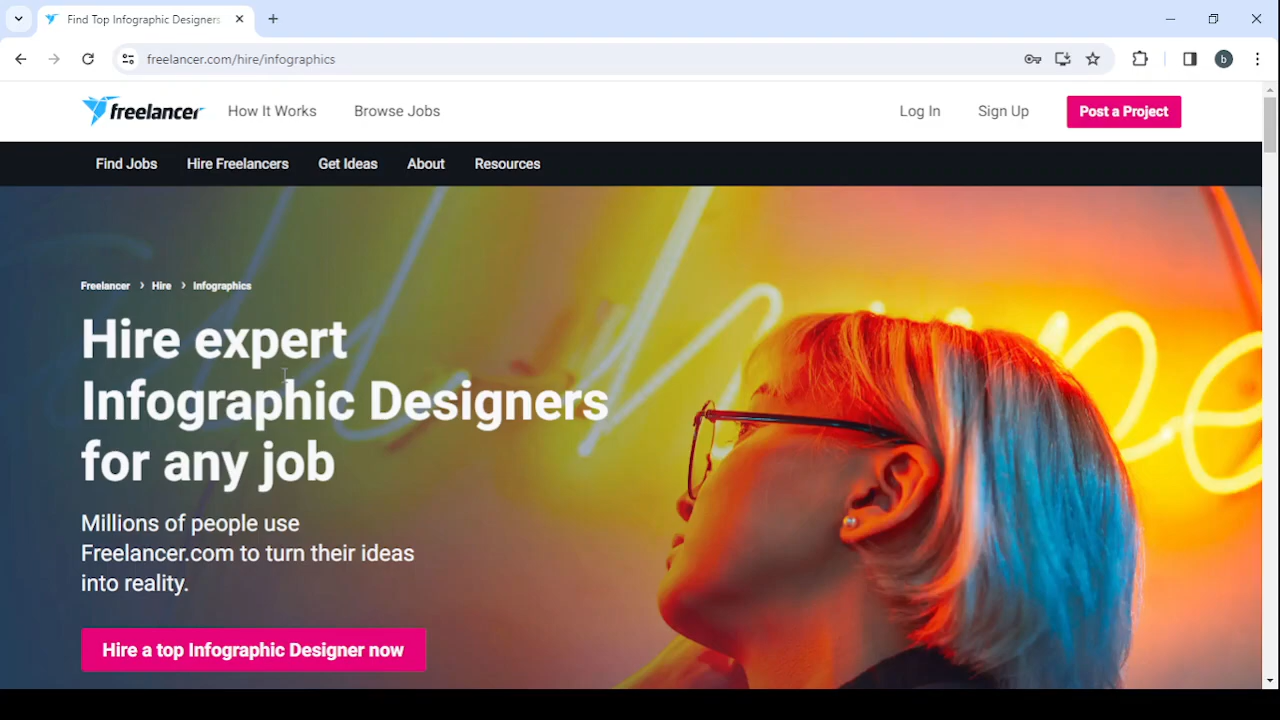 Find Top Infographic Designers
freelancer.com/hire/infographics
b
freelancer
How It Works
Browse Jobs
Log In
Sign Up
Post a Project
Find Jobs
Hire Freelancers
Get Ideas
About
Resources
Freelancer > Hire > Infographics
Hire expert
Infographic Designers
for any job
Millions of people use
Freelancer.com to turn their ideas
into reality.
Hire a top Infographic Designer now